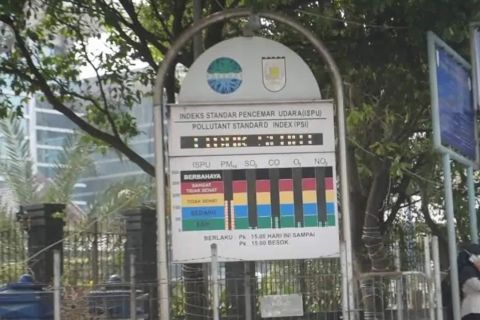 INDEKS STANDAR PENCEMAR UDARA(ISPU)
POLLUTANT STANDARD INDEX (PSI)
ISPU PM10 SO2 CO O3 NO2
BERBAHAYA
SANGAT
TIDAK SEHAT
TIDAK SEHAT
SEDANG
BAIK
BERLAKU : Pk. 15.00 HARI INI SAMPAI
Pk. 15.00 BESOK.